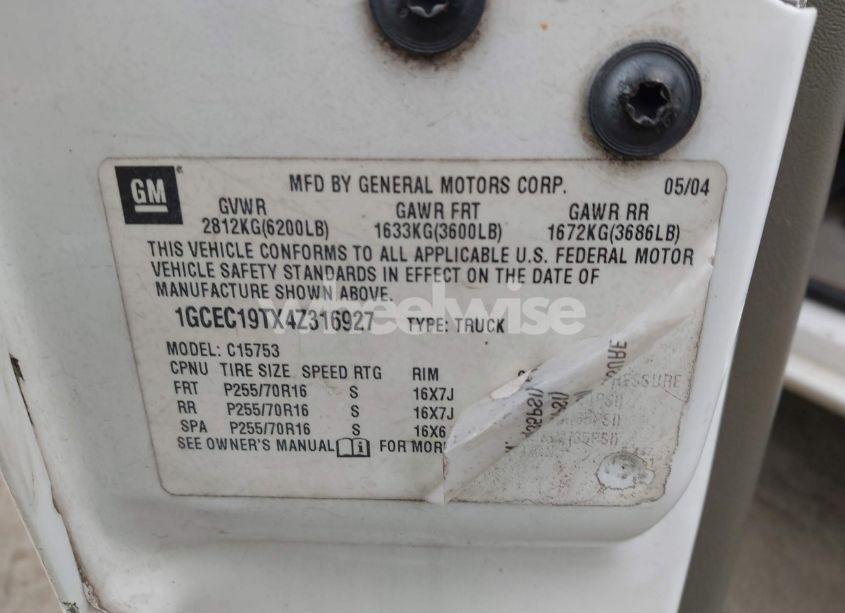 GM
MFD BY GENERAL MOTORS CORP. 05/04
GVWR GAWR FRT GAWR RR
2812KG(6200LB) 1633KG(3600LB) 1672KG(3686LB)
THIS VEHICLE CONFORMS TO ALL APPLICABLE U.S. FEDERAL MOTOR
VEHICLE SAFETY STANDARDS IN EFFECT ON THE DATE OF
MANUFACTURE SHOWN ABOVE.
wheelwise
1GCEC19TX4Z316927 TYPE: TRUCK
MODEL: C15753
CPNU TIRE SIZE SPEED RTG RIM
FRT P255/70R16 S 16X7J
RR P255/70R16 S 16X7J
SPA P255/70R16 S 16X6
SEE OWNER'S MANUAL FOR MOR